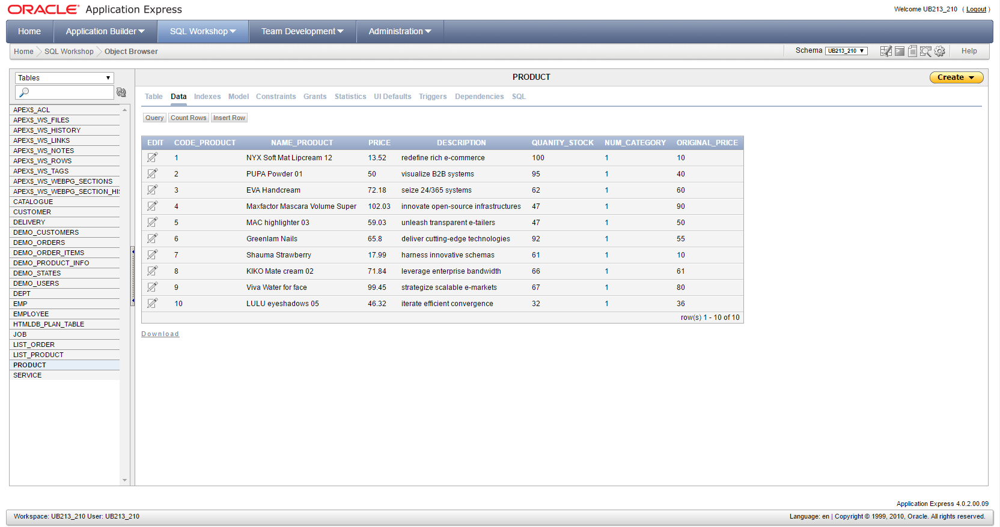 ORACLE® Application Express
Welcome UB213_210 ( Logout )
Home Application Builder SQL Workshop Team Development Administration
Home SQL Workshop Object Browser
Schema UB213_210 Help
Tables
PRODUCT
Create
Table Data Indexes Model Constraints Grants Statistics UI Defaults Triggers Dependencies SQL
Query Count Rows Insert Row
APEX$_ACL
APEX$_WS_FILES
APEX$_WS_HISTORY
APEX$_WS_LINKS
APEX$_WS_NOTES
APEX$_WS_ROWS
APEX$_WS_TAGS
APEX$_WS_WEBPG_SECTIONS
APEX$_WS_WEBPG_SECTION_HIS
CATALOGUE
CUSTOMER
DELIVERY
DEMO_CUSTOMERS
DEMO_ORDERS
DEMO_ORDER_ITEMS
DEMO_PRODUCT_INFO
DEMO_STATES
DEMO_USERS
DEPT
EMP
EMPLOYEE
HTMLDB_PLAN_TABLE
JOB
LIST_ORDER
LIST_PRODUCT
PRODUCT
SERVICE
EDIT CODE_PRODUCT NAME_PRODUCT PRICE DESCRIPTION QUANITY_STOCK NUM_CATEGORY ORIGINAL_PRICE
1 NYX Soft Mat Lipcream 12 13.52 redefine rich e-commerce 100 1 10
2 PUPA Powder 01 50 visualize B2B systems 95 1 40
3 EVA Handcream 72.18 seize 24/365 systems 62 1 60
4 Maxfactor Mascara Volume Super 102.03 innovate open-source infrastructures 47 1 90
5 MAC highlighter 03 59.03 unleash transparent e-tailers 47 1 50
6 Greenlam Nails 65.8 deliver cutting-edge technologies 92 1 55
7 Shauma Strawberry 17.99 harness innovative schemas 61 1 10
8 KIKO Mate cream 02 71.84 leverage enterprise bandwidth 66 1 61
9 Viva Water for face 99.45 strategize scalable e-markets 67 1 80
10 LULU eyeshadows 05 46.32 iterate efficient convergence 32 1 36
row(s) 1 - 10 of 10
Download
Application Express 4.0.2.00.09
Workspace: UB213_210 User: UB213_210
Language: en | Copyright © 1999, 2010, Oracle. All rights reserved.